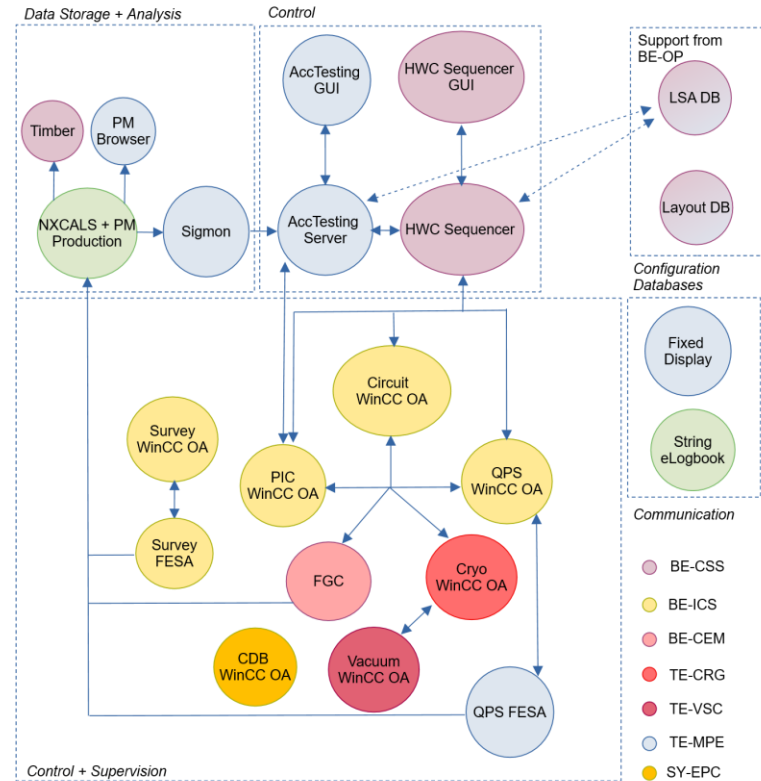 Data Storage + Analysis
Control
Support from
BE-OP
AccTesting
GUI
HWC Sequencer
GUI
LSA DB
Timber
PM
Browser
NXCALS + PM
Production
Sigmon
AccTesting
Server
HWC Sequencer
Layout DB
Configuration
Databases
Fixed
Display
Circuit
WinCC OA
Survey
WinCC OA
PIC
WinCC OA
QPS
WinCC OA
String
eLogbook
Communication
Survey
FESA
FGC
Cryo
WinCC OA
CDB
WinCC OA
Vacuum
WinCC OA
QPS FESA
BE-CSS
BE-ICS
BE-CEM
TE-CRG
TE-VSC
TE-MPE
SY-EPC
Control + Supervision